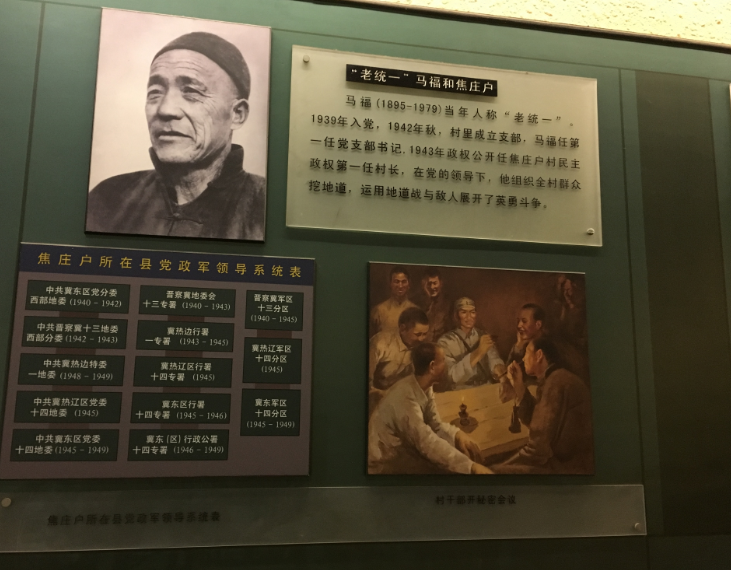 “老统一”马福和焦庄户
马福(1895-1979)当年人称“老统一”。
1939年入党，1942年秋，村里成立支部，马福任第
一任党支部书记.1943年政权公开任焦庄户村民主
政权第一任村长，在党的领导下，他组织全村群众
挖地道，运用地道战与敌人展开了英勇斗争。
焦庄户所在县党政军领导系统表
中共冀东区党分委
西部地委(1940-1942)
中共晋察冀十三地委
西部分委(1942-1943)
中共冀热边特委
一地委(1948-1949)
中共冀热辽区党委
十四地委(1945)
中共冀东区党委
十四地委(1945-1949)
晋察冀地委会
十三专署(1940-1943)
冀热边行署
一专署(1943-1945)
冀热辽区行署
十四专署(1945)
冀东区行署
十四专署(1945-1946)
冀东(区)行政公署
十四专署(1946-1949)
晋察冀军区
十三分区
(1940-1945)
冀热辽军区
十四分区
(1945)
冀东军区
十四分区
(1945-1949)
焦庄户所在县党政军领导系统表
村干部开秘密会议